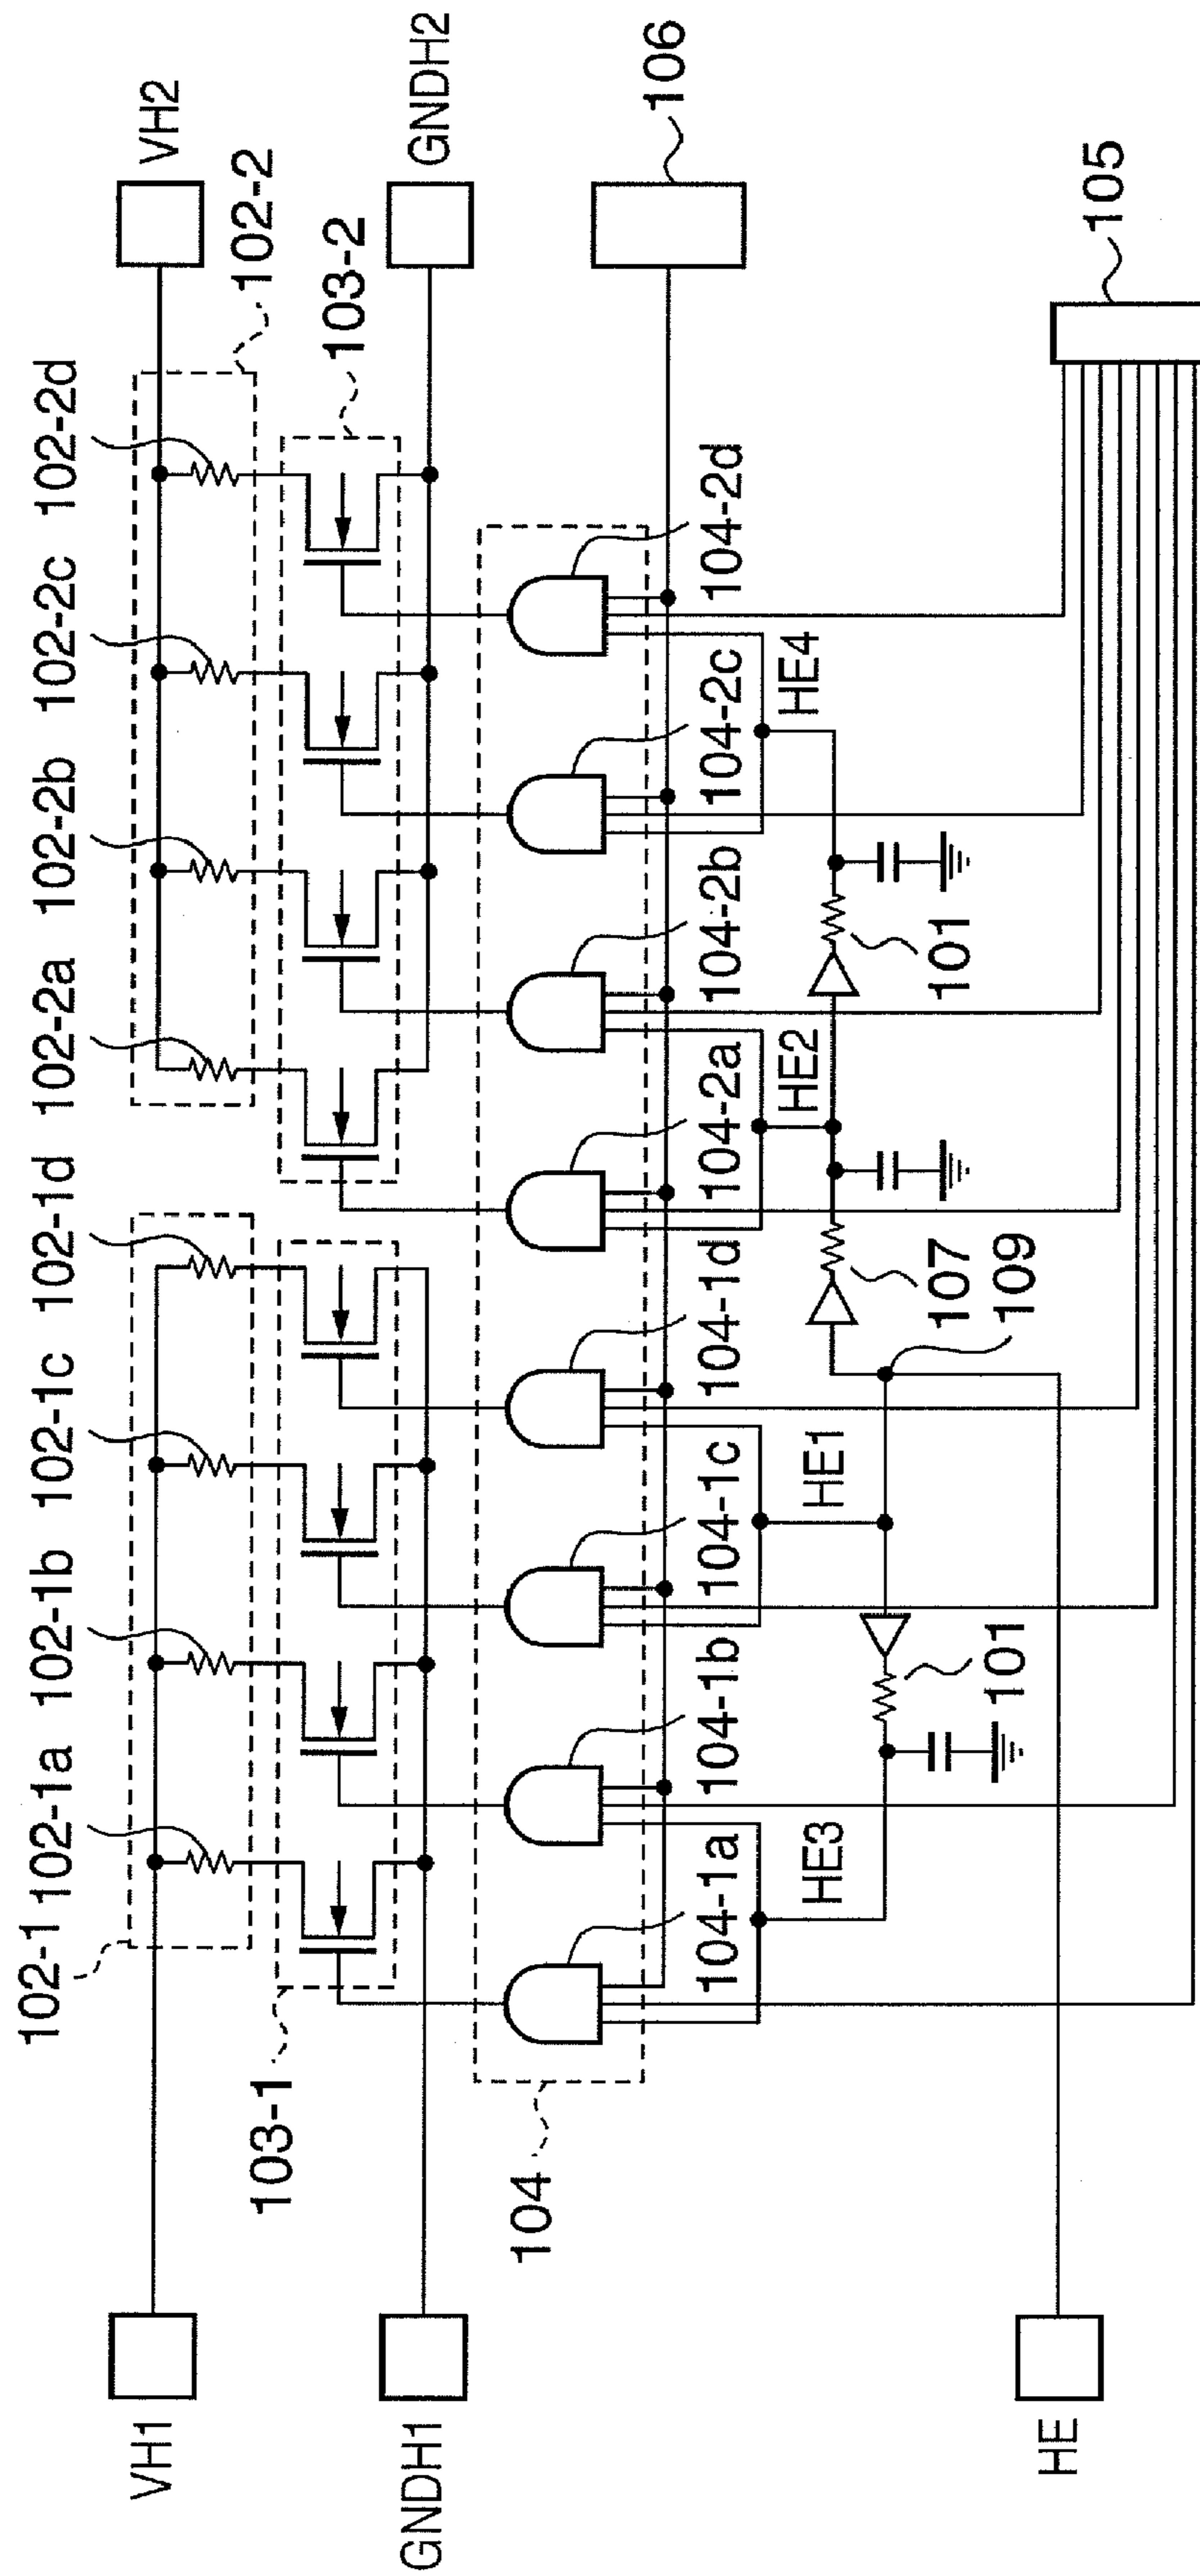 102-1
102-1a
102-1b
102-1c
102-1d
102-2a
102-2b
102-2c
102-2d
102-2
VH1
VH2
103-1
103-2
GNDH1
GNDH2
104
104-1a
104-1b
104-1c
104-1d
104-2a
104-2b
104-2c
104-2d
106
HE3
HE1
HE2
HE4
101
107
109
101
105
HE